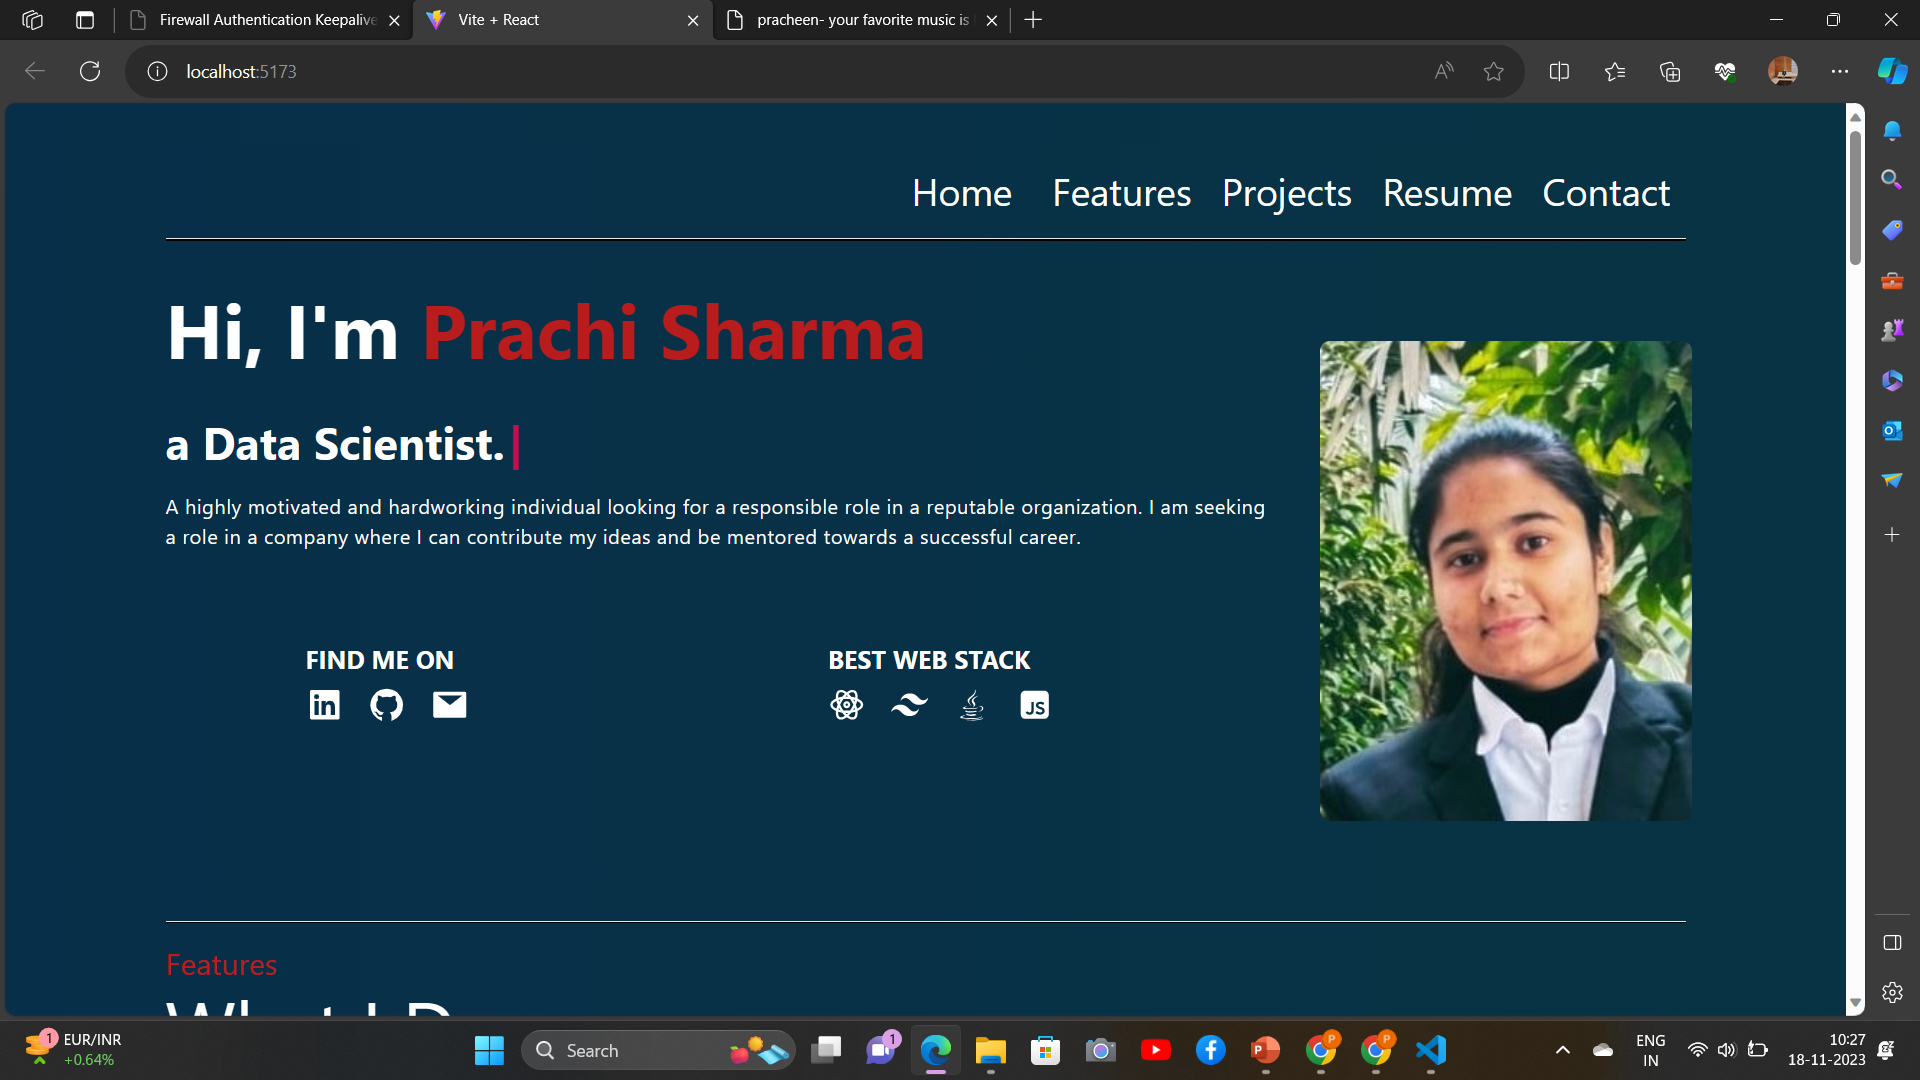 Firewall Authentication Keepalive
Vite + React
pracheen- your favorite music is
localhost:5173
Home Features Projects Resume Contact
Hi, I'm Prachi Sharma
a Data Scientist.
A highly motivated and hardworking individual looking for a responsible role in a reputable organization. I am seeking
a role in a company where I can contribute my ideas and be mentored towards a successful career.
FIND ME ON
BEST WEB STACK
in
JS
Features
1
EUR/INR
+0.64%
Search
1
P
P
P
ENG
IN
10:27
18-11-2023